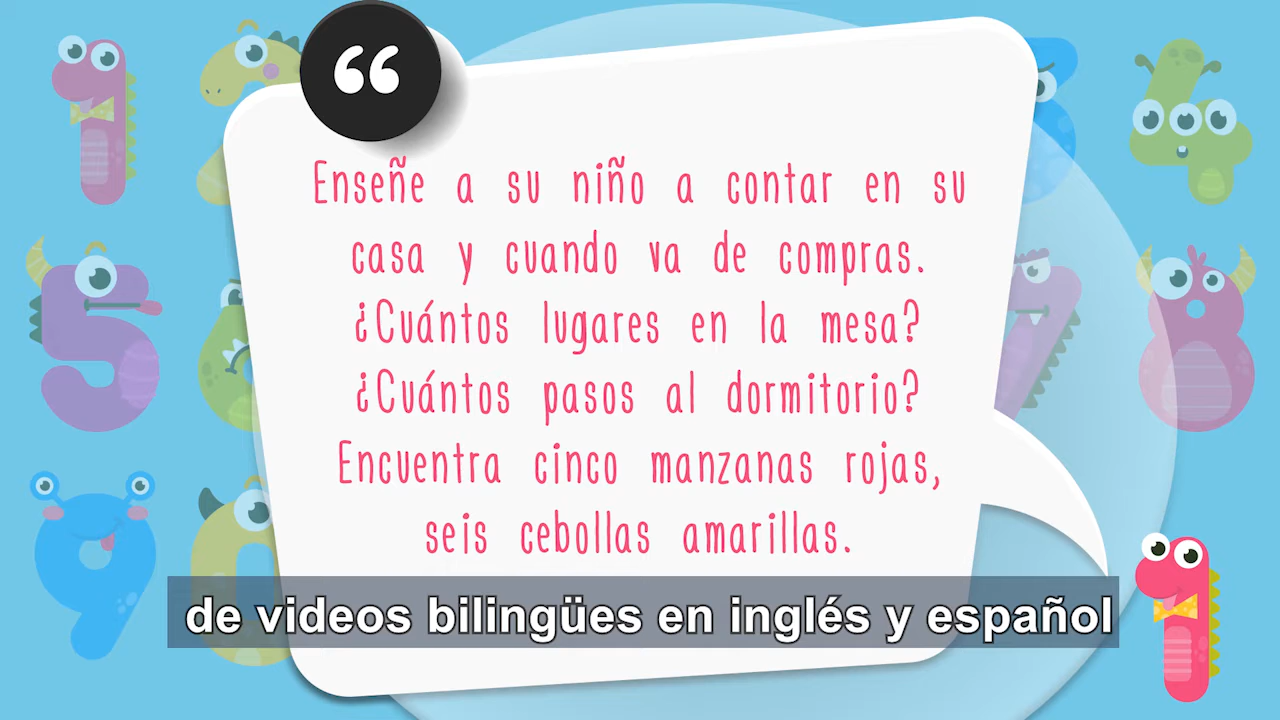 Enseñe a su niño a contar en su
casa y cuando va de compras.
¿Cuántos lugares en la mesa?
¿Cuántos pasos al dormitorio?
Encuentra cinco manzanas rojas,
seis cebollas amarillas.
de videos bilingües en inglés y español